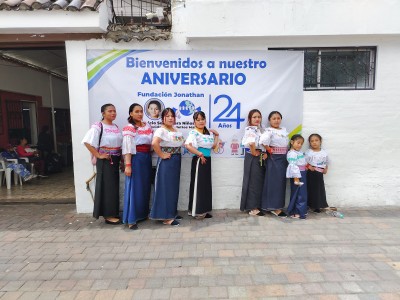 Bienvenidos a nuestro
ANIVERSARIO
Fundación Jonathan
24
Años